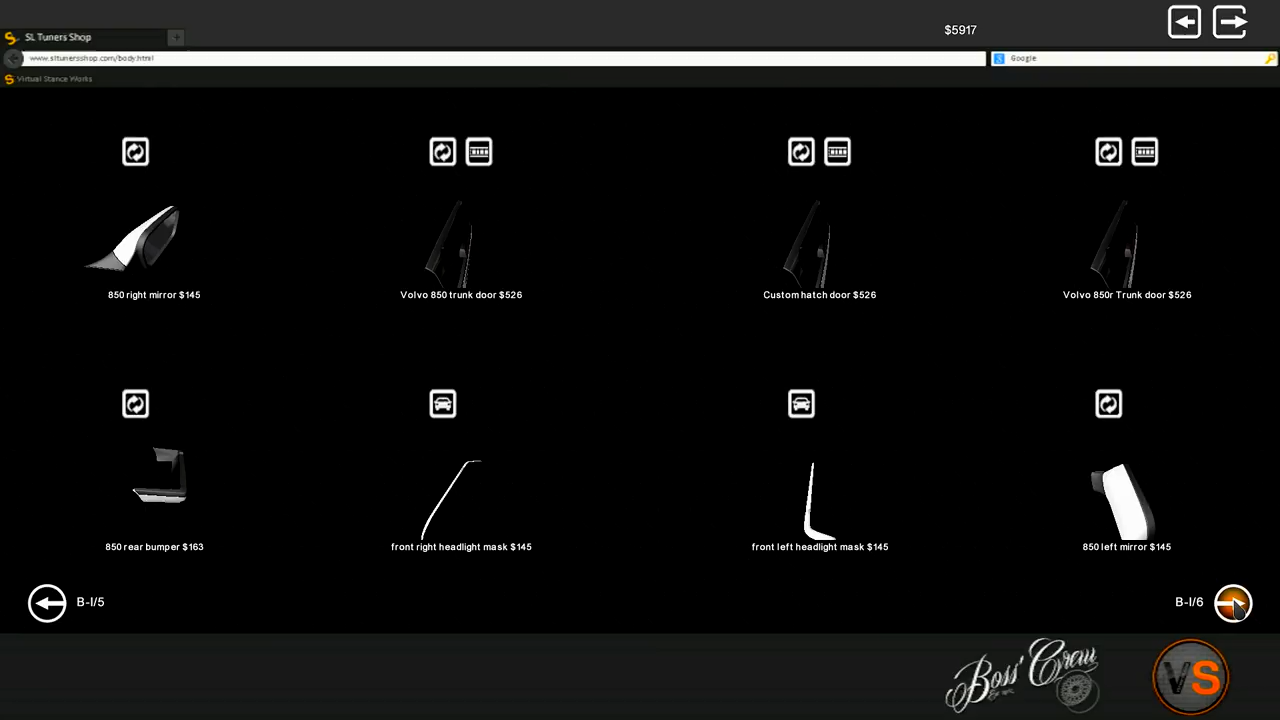 $5917
SL Tuners Shop
www.sltunersshop.com/body.html
Google
Virtual Stance Works
850 right mirror $145
Volvo 850 trunk door $526
Custom hatch door $526
Volvo 850r Trunk door $526
850 rear bumper $163
front right headlight mask $145
front left headlight mask $145
850 left mirror $145
B-I/5
B-I/6
Boss' Crew
VS